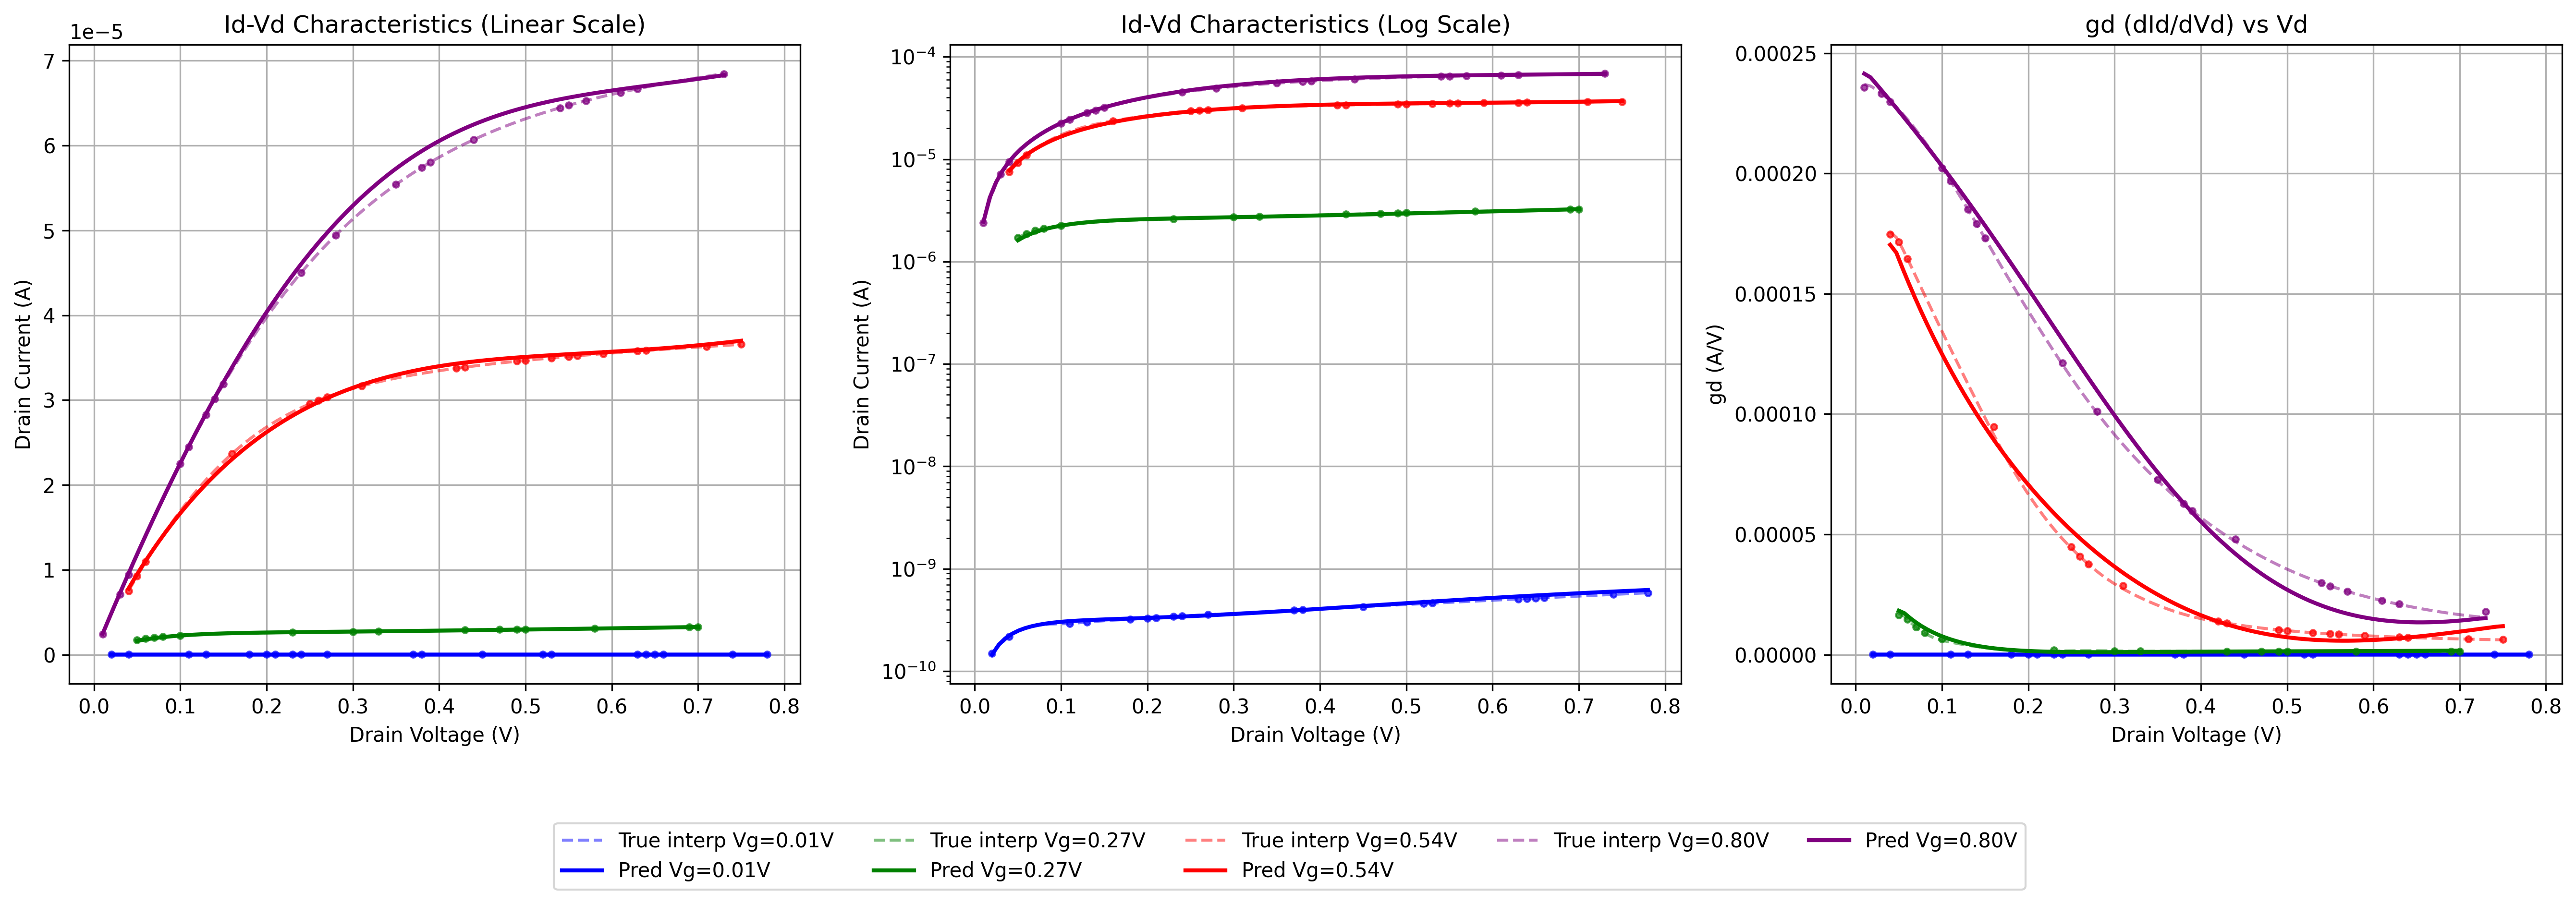 Id-Vd Characteristics (Linear Scale)
1e−5
7
6
5
4
3
2
1
0
0.0 0.1 0.2 0.3 0.4 0.5 0.6 0.7 0.8
Drain Voltage (V)
Drain Current (A)
Id-Vd Characteristics (Log Scale)
10−4
10−5
10−6
10−7
10−8
10−9
10−10
0.0 0.1 0.2 0.3 0.4 0.5 0.6 0.7 0.8
Drain Voltage (V)
Drain Current (A)
gd (dId/dVd) vs Vd
0.00025
0.00020
0.00015
0.00010
0.00005
0.00000
0.0 0.1 0.2 0.3 0.4 0.5 0.6 0.7 0.8
Drain Voltage (V)
gd (A/V)
True interp Vg=0.01V True interp Vg=0.27V True interp Vg=0.54V True interp Vg=0.80V Pred Vg=0.80V
Pred Vg=0.01V Pred Vg=0.27V Pred Vg=0.54V